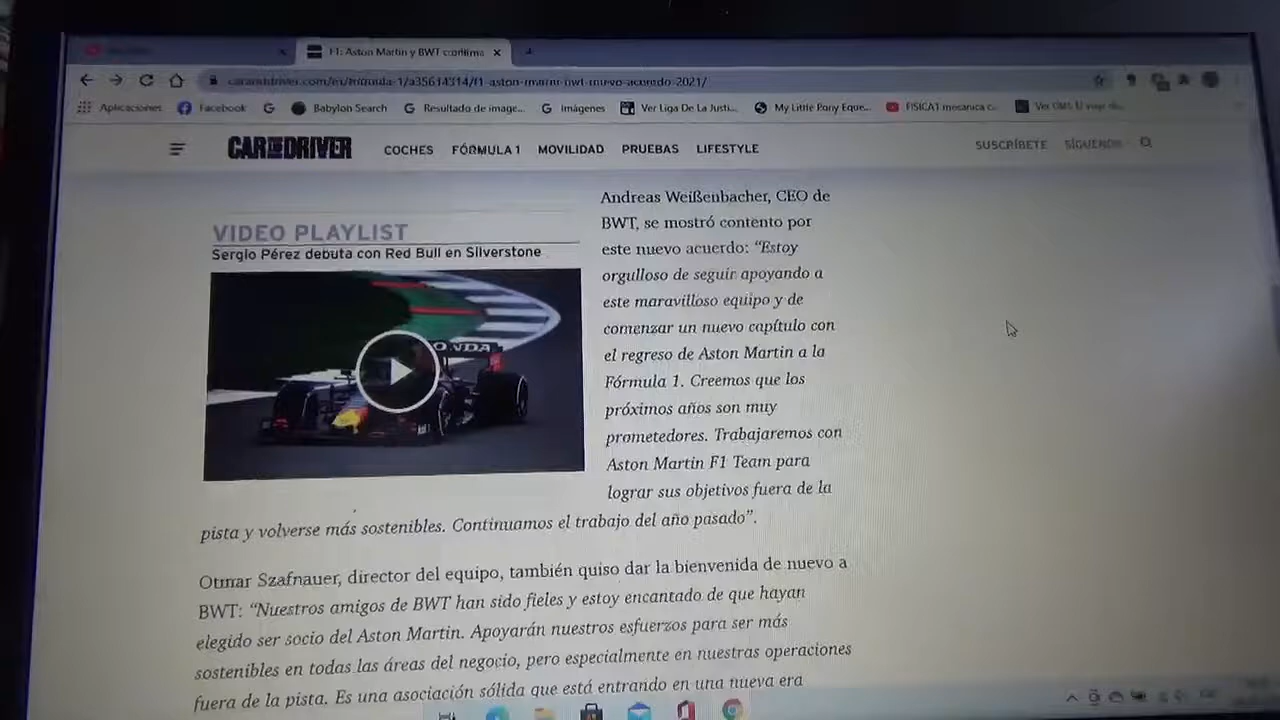 F1: Aston Martin y BWT confirma
Aplicaciones
Facebook
Babylon Search
Resultado de image...
Imágenes
Ver Liga De La Justi...
My Little Pony Eque...
FISICA1 mecanica c...
CAR AND DRIVER
COCHES
FÓRMULA 1
MOVILIDAD
PRUEBAS
LIFESTYLE
SUSCRÍBETE
SÍGUENOS
VIDEO PLAYLIST
Sergio Pérez debuta con Red Bull en Silverstone
HONDA
Andreas Weißenbacher, CEO de
BWT, se mostró contento por
este nuevo acuerdo: “Estoy
orgulloso de seguir apoyando a
este maravilloso equipo y de
comenzar un nuevo capítulo con
el regreso de Aston Martin a la
Fórmula 1. Creemos que los
próximos años son muy
prometedores. Trabajaremos con
Aston Martin F1 Team para
lograr sus objetivos fuera de la
pista y volverse más sostenibles. Continuamos el trabajo del año pasado”.
Otmar Szafnauer, director del equipo, también quiso dar la bienvenida de nuevo a
BWT: “Nuestros amigos de BWT han sido fieles y estoy encantado de que hayan
elegido ser socio del Aston Martin. Apoyarán nuestros esfuerzos para ser más
sostenibles en todas las áreas del negocio, pero especialmente en nuestras operaciones
fuera de la pista. Es una asociación sólida que está entrando en una nueva era